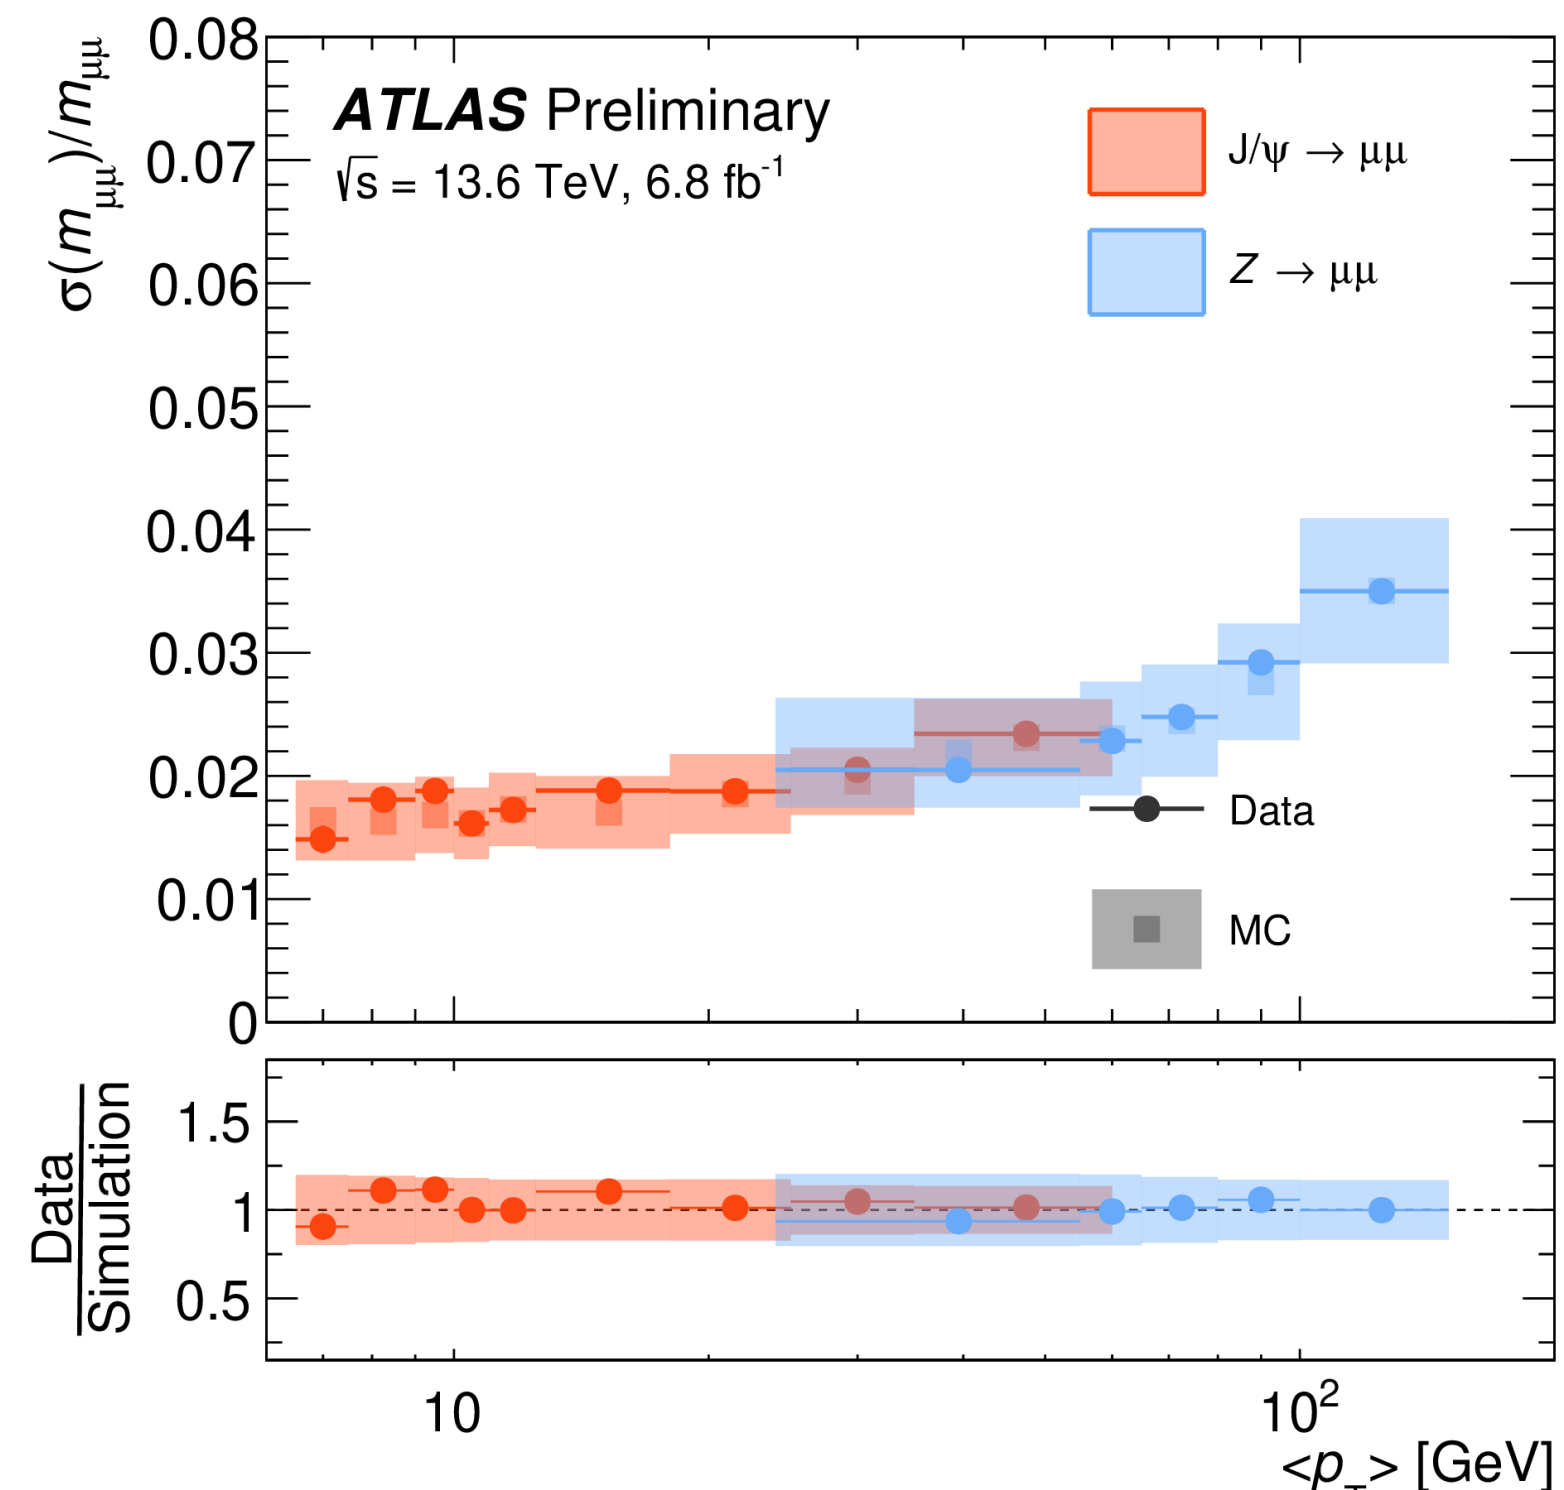 0.08
0.07
0.06
0.05
0.04
0.03
0.02
0.01
0
σ(mμμ)/mμμ
ATLAS Preliminary
√s = 13.6 TeV, 6.8 fb⁻¹
J/ψ → μμ
Z → μμ
Data
MC
Data
Simulation
1.5
1
0.5
10
10²
<pT> [GeV]